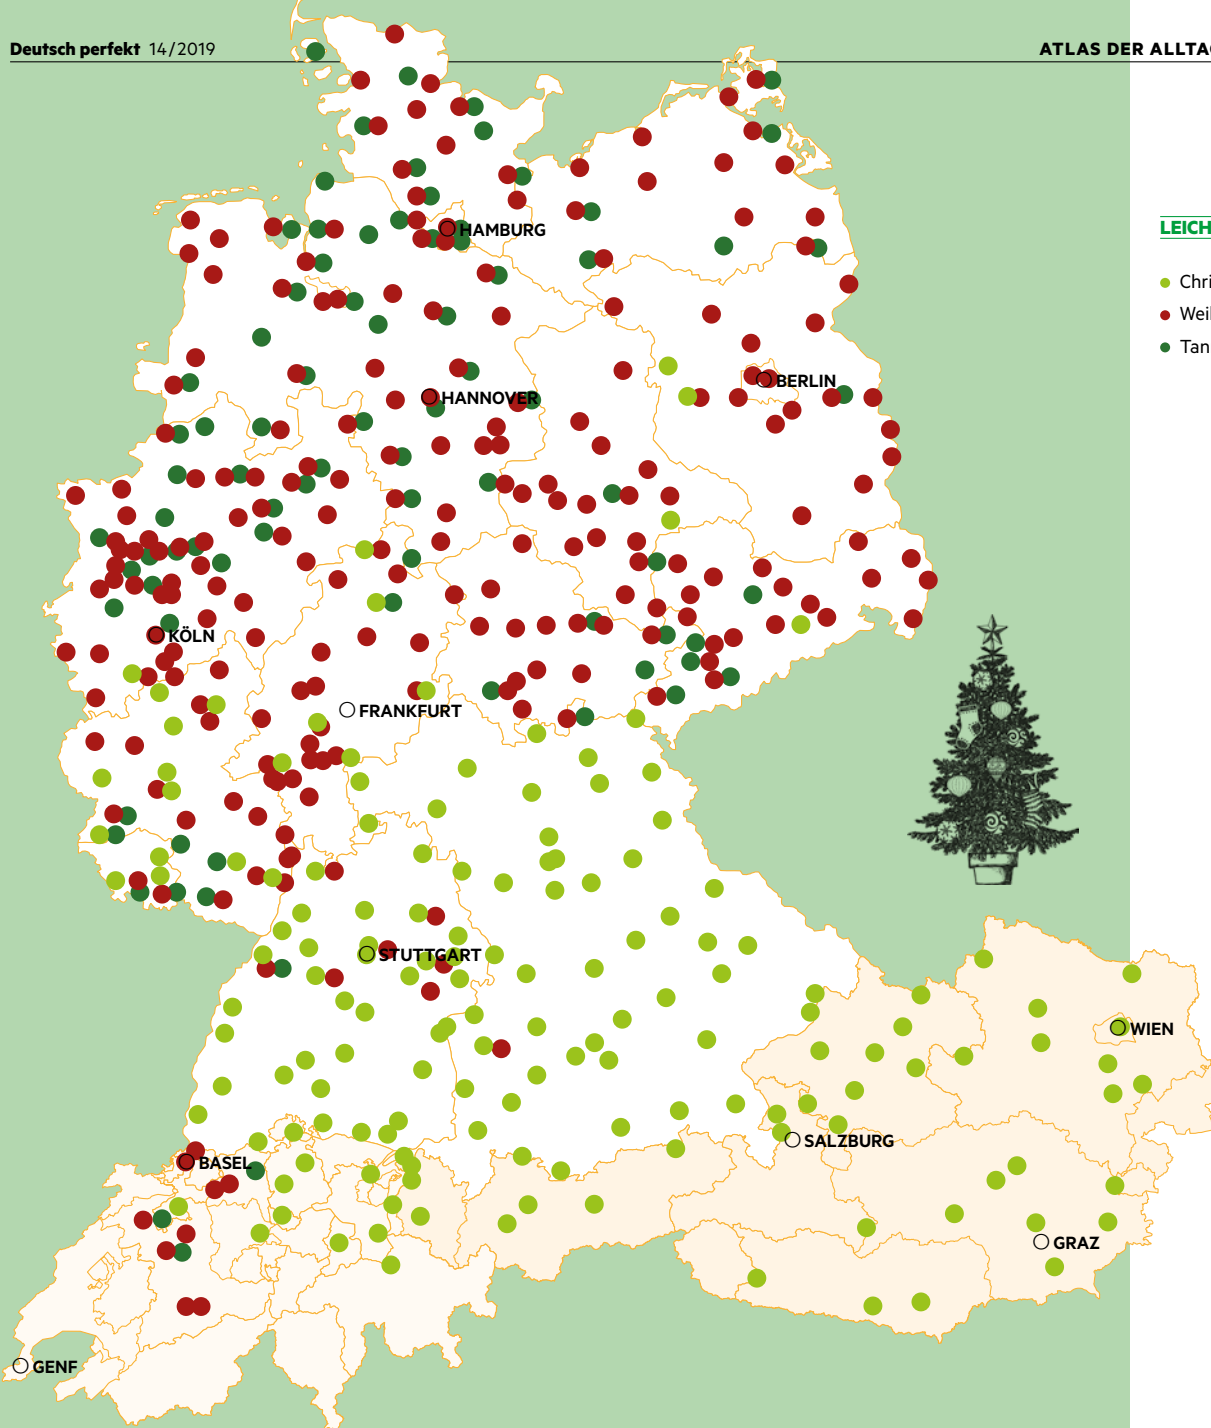 Deutsch perfekt 14/2019
ATLAS DER ALLTAG
LEICH
Chri
Weih
Tan
HAMBURG
BERLIN
HANNOVER
KÖLN
FRANKFURT
STUTTGART
WIEN
SALZBURG
BASEL
GRAZ
GENF